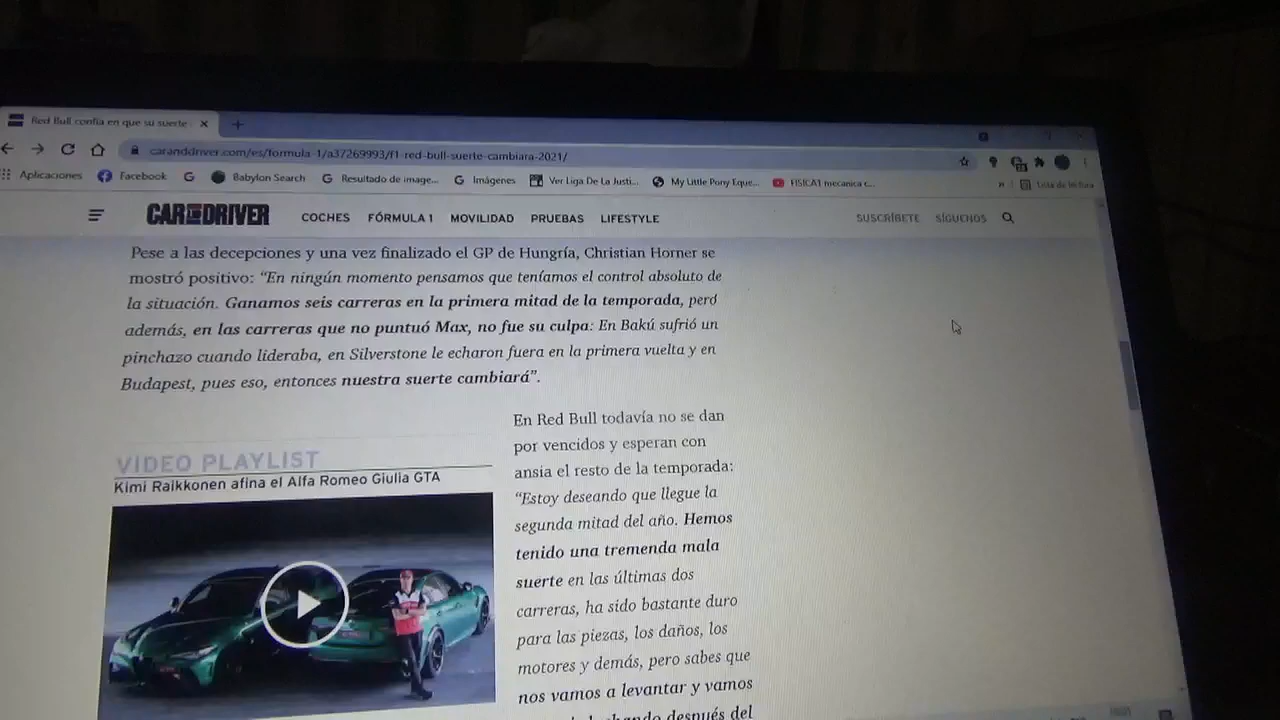 Red Bull confía en que su suerte
caranddriver.com/es/formula-1/a37269993/f1-red-bull-suerte-cambiara-2021/
Aplicaciones Facebook Babylon Search Resultado de image... Imágenes Ver Liga De La Justi... My Little Pony Eque... FISICA1 mecanica c... » Lista de lectura
CAR AND DRIVER COCHES FÓRMULA 1 MOVILIDAD PRUEBAS LIFESTYLE SUSCRÍBETE SÍGUENOS
Pese a las decepciones y una vez finalizado el GP de Hungría, Christian Horner se
mostró positivo: “En ningún momento pensamos que teníamos el control absoluto de
la situación. Ganamos seis carreras en la primera mitad de la temporada, pero
además, en las carreras que no puntuó Max, no fue su culpa: En Bakú sufrió un
pinchazo cuando lideraba, en Silverstone le echaron fuera en la primera vuelta y en
Budapest, pues eso, entonces nuestra suerte cambiará”.
VIDEO PLAYLIST
Kimi Raikkonen afina el Alfa Romeo Giulia GTA
En Red Bull todavía no se dan
por vencidos y esperan con
ansia el resto de la temporada:
“Estoy deseando que llegue la
segunda mitad del año. Hemos
tenido una tremenda mala
suerte en las últimas dos
carreras, ha sido bastante duro
para las piezas, los daños, los
motores y demás, pero sabes que
nos vamos a levantar y vamos
después del